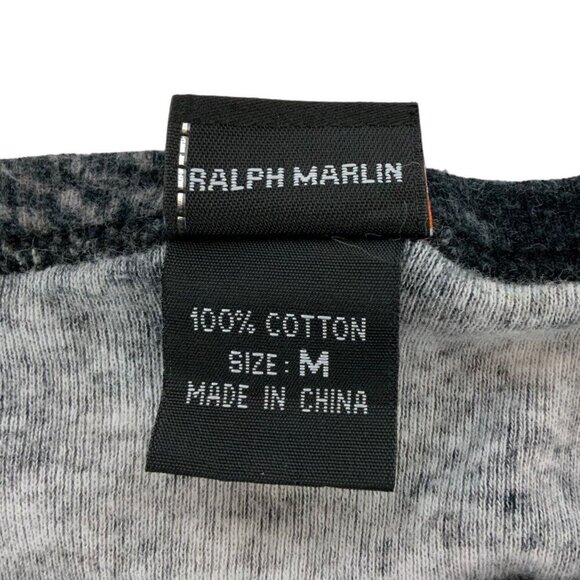 RALPH MARLIN
100% COTTON
SIZE: M
MADE IN CHINA